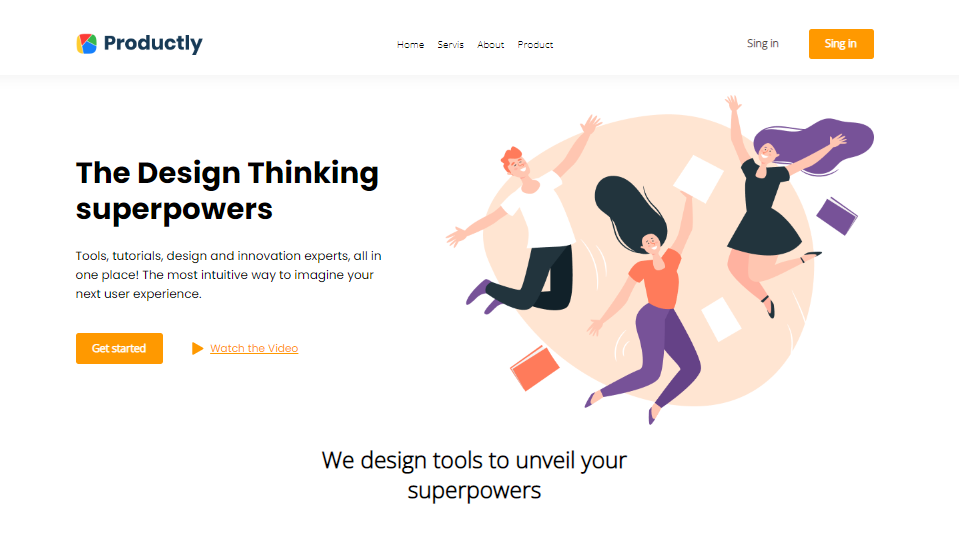 Productly
Home Servis About Product
Sing in
Sing in
The Design Thinking
superpowers
Tools, tutorials, design and innovation experts, all in
one place! The most intuitive way to imagine your
next user experience.
Get started
Watch the Video
We design tools to unveil your
superpowers